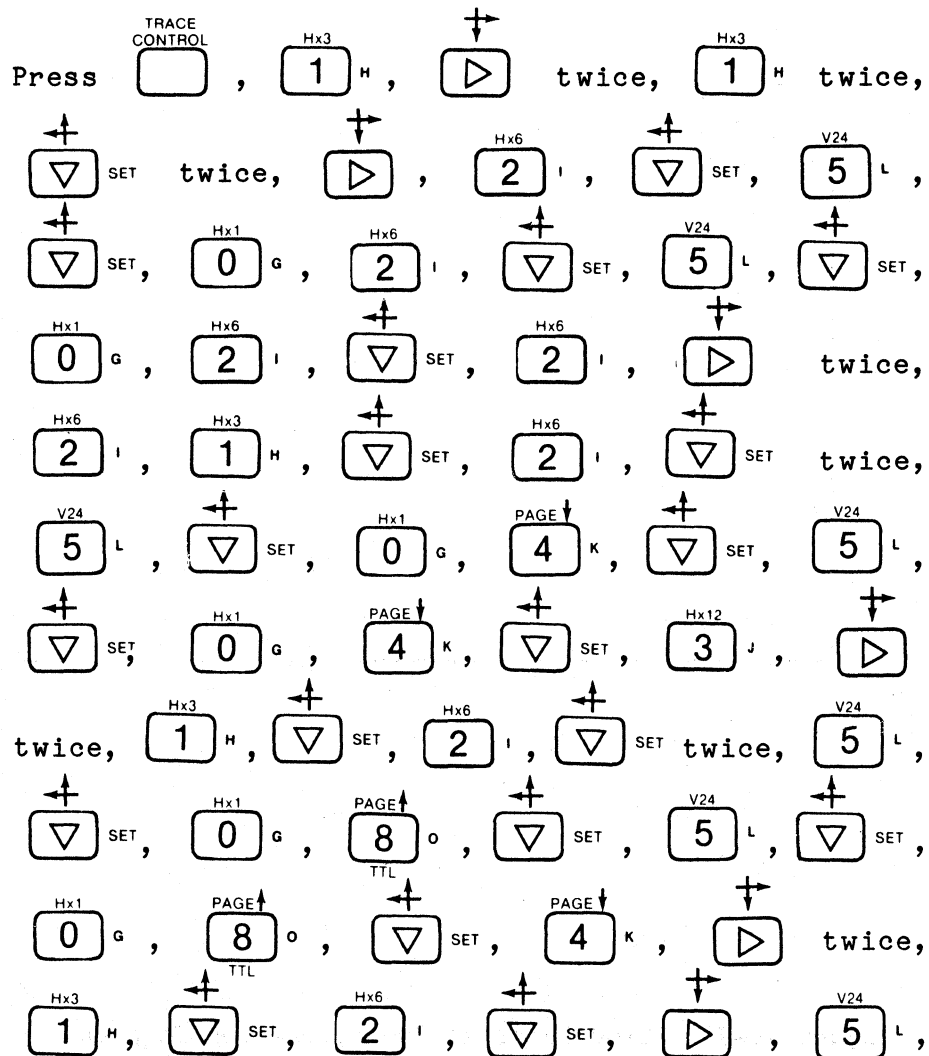 TRACE
CONTROL Hx3 Hx3
Press , 1 H, ▷ twice, 1 H twice,
Hx6 V24
▽ SET twice, ▷ , 2 I , ▽ SET , 5 L ,
Hx1 Hx6 V24
▽ SET, 0 G , 2 I , ▽ SET , 5 L , ▽ SET,
Hx1 Hx6 Hx6
0 G , 2 I , ▽ SET , 2 I , ▷ twice,
Hx6 Hx3 Hx6
2 I , 1 H , ▽ SET , 2 I , ▽ SET twice,
V24 Hx1 PAGE↓ V24
5 L , ▽ SET , 0 G , 4 K , ▽ SET , 5 L ,
Hx1 PAGE↓ Hx12
▽ SET, 0 G , 4 K , ▽ SET , 3 J , ▷
Hx3 Hx6 V24
twice, 1 H , ▽ SET , 2 I , ▽ SET twice, 5 L ,
Hx1 PAGE↑ V24
▽ SET , 0 G , 8 O , ▽ SET , 5 L , ▽ SET ,
TTL
Hx1 PAGE↑ PAGE↓
0 G , 8 O , ▽ SET , 4 K , ▷ twice,
TTL
Hx3 Hx6 V24
1 H , ▽ SET , 2 I , ▽ SET , ▷ , 5 L ,